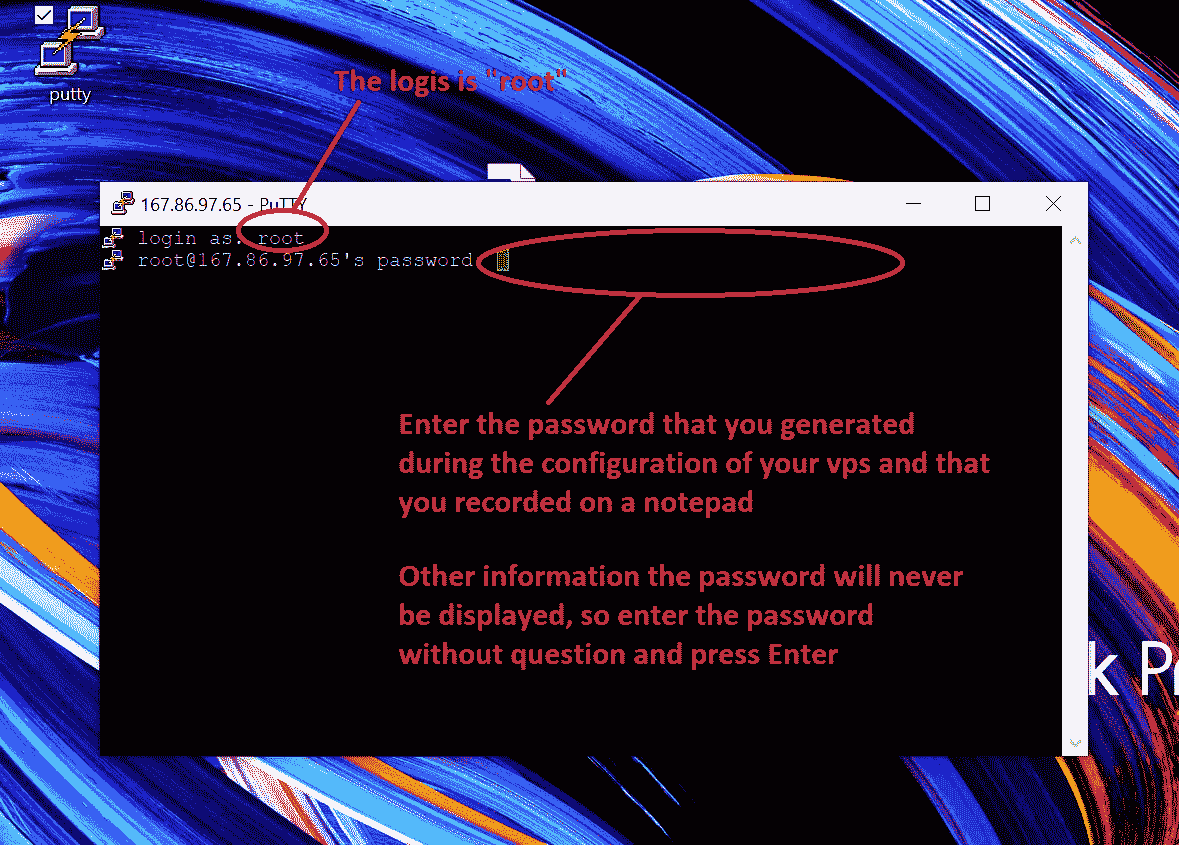 putty
The logis is "root"
167.86.97.65 - PuTTY
login as: root
root@167.86.97.65's password
Enter the password that you generated
during the configuration of your vps and that
you recorded on a notepad
Other information the password will never
be displayed, so enter the password
without question and press Enter
k P